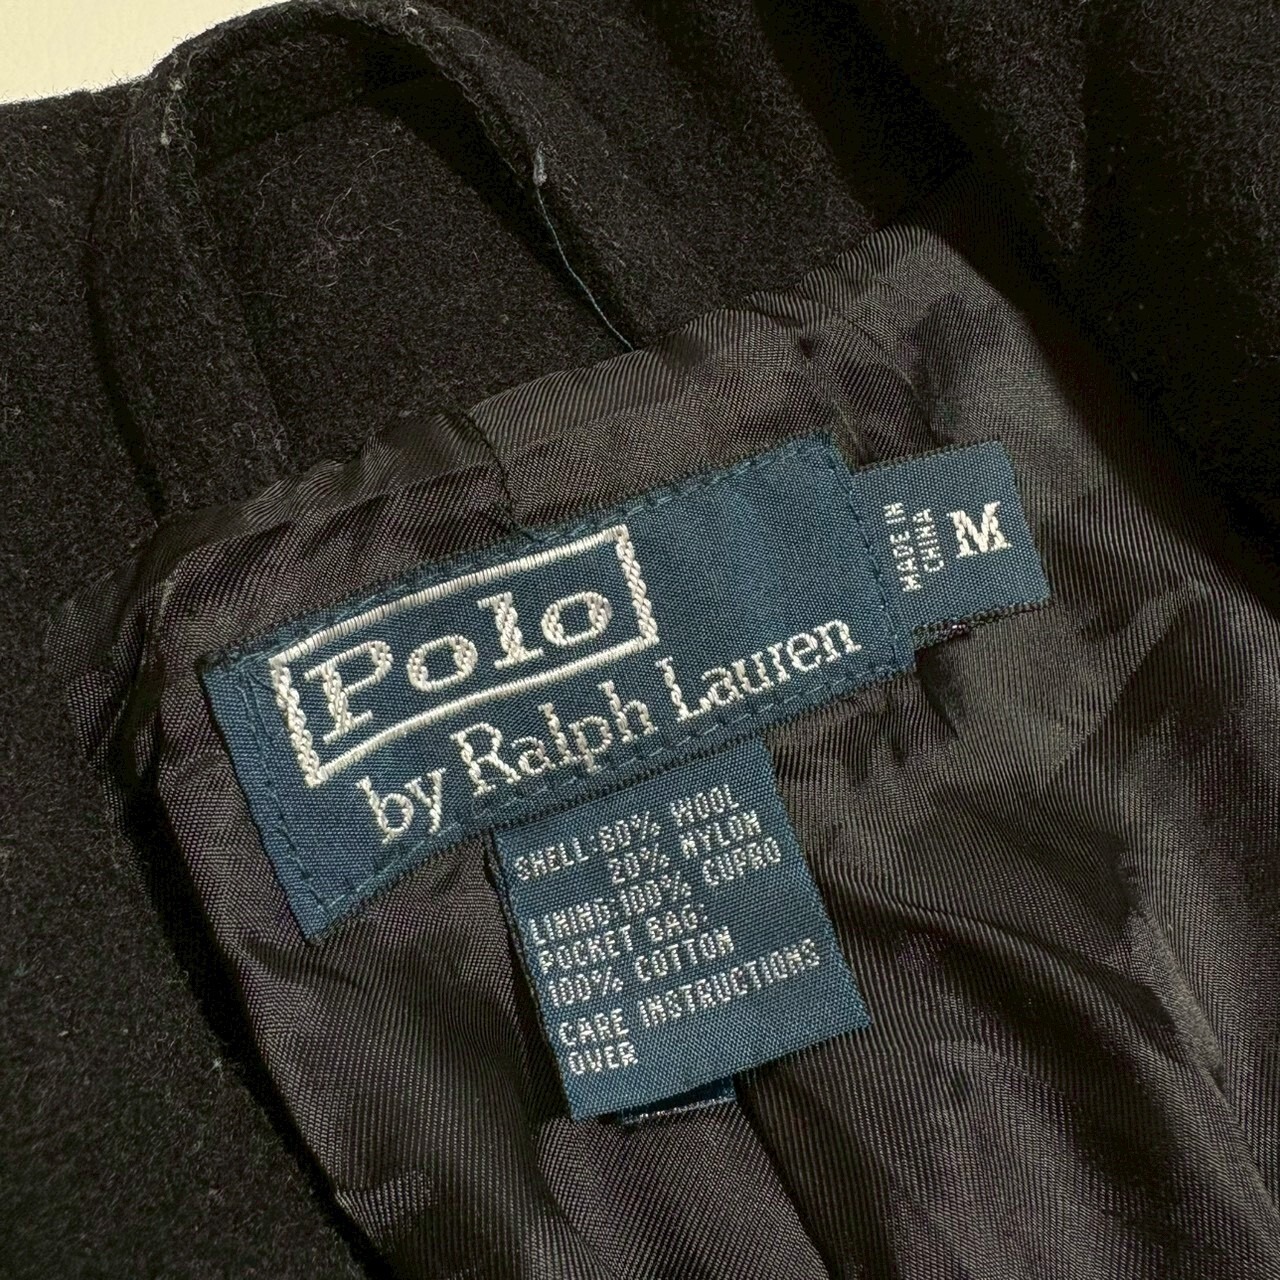 Polo
by Ralph Lauren
MADE IN
CHINA
M
SHELL:80% WOOL
20% NYLON
LINING:100% CUPRO
POCKET BAG:
100% COTTON
CARE INSTRUCTIONS
OVER